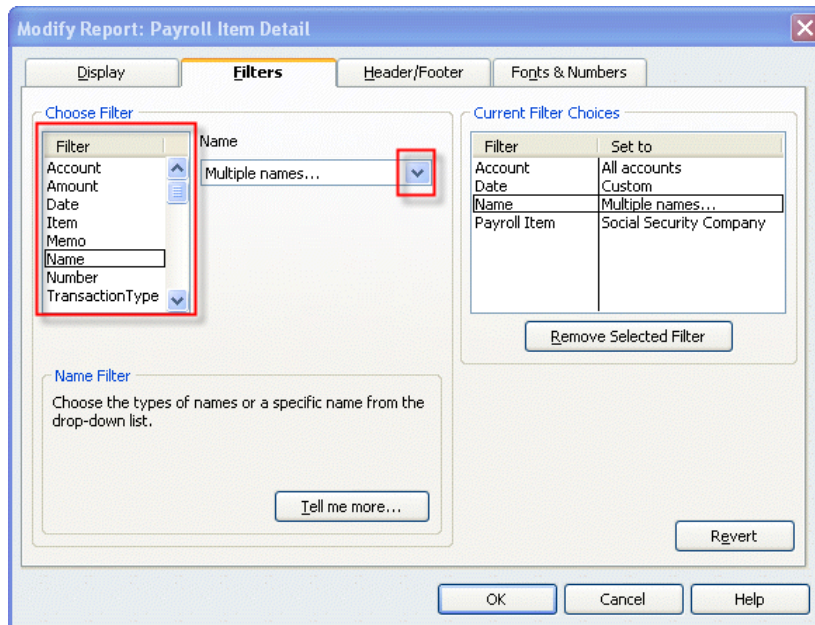 Modify Report: Payroll Item Detail
Display
Filters
Header/Footer
Fonts & Numbers
Choose Filter
Filter
Account
Amount
Date
Item
Memo
Name
Number
TransactionType
Name
Multiple names...
Name Filter
Choose the types of names or a specific name from the
drop-down list.
Tell me more...
Current Filter Choices
Filter Set to
Account All accounts
Date Custom
Name Multiple names...
Payroll Item Social Security Company
Remove Selected Filter
Revert
OK
Cancel
Help